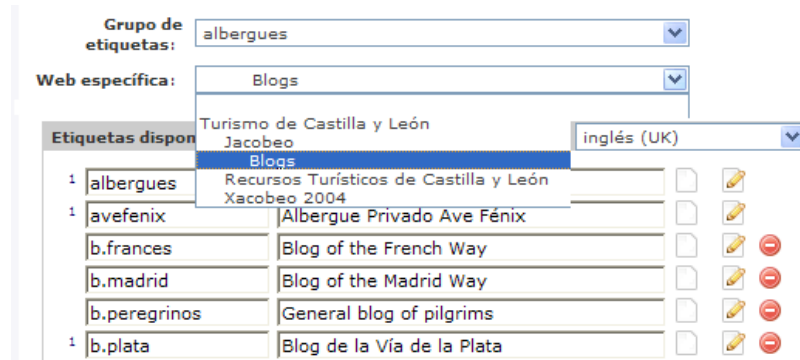 Grupo de etiquetas: albergues
Web específica: Blogs
Turismo de Castilla y León
Jacobeo
Blogs
Recursos Turísticos de Castilla y León
Xacobeo 2004
Etiquetas dispon inglés (UK)
1 albergues
1 avefenix Albergue Privado Ave Fénix
b.frances Blog of the French Way
b.madrid Blog of the Madrid Way
b.peregrinos General blog of pilgrims
1 b.plata Blog de la Vía de la Plata